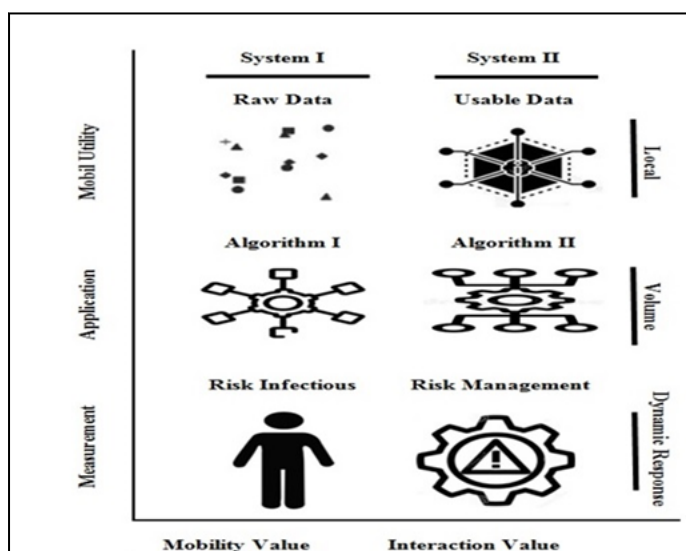 System I
System II
Raw Data
Usable Data
Mobil Utility
Local
Algorithm I
Algorithm II
Application
Volume
Risk Infectious
Risk Management
Measurement
Dynamic Response
Mobility Value
Interaction Value